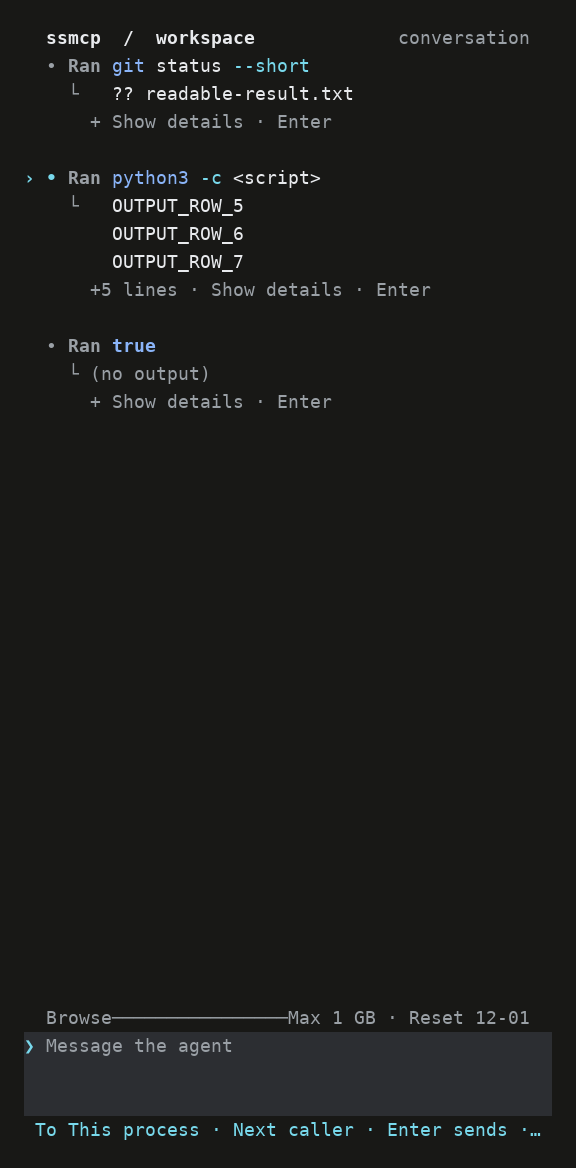 ssmcp / workspace conversation
• Ran git status --short
└ ?? readable-result.txt
+ Show details · Enter
› • Ran python3 -c <script>
└ OUTPUT_ROW_5
OUTPUT_ROW_6
OUTPUT_ROW_7
+5 lines · Show details · Enter
• Ran true
└ (no output)
+ Show details · Enter
Browse────────────────Max 1 GB · Reset 12-01
❯ Message the agent
To This process · Next caller · Enter sends ·…